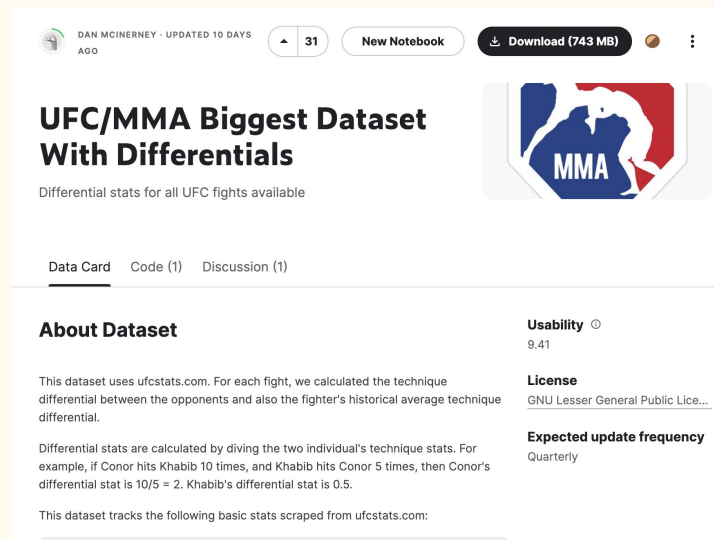 DAN MCINERNEY · UPDATED 10 DAYS
AGO
31
New Notebook
Download (743 MB)
UFC/MMA Biggest Dataset
With Differentials
Differential stats for all UFC fights available
MMA
Data Card
Code (1)
Discussion (1)
About Dataset
This dataset uses ufcstats.com. For each fight, we calculated the technique
differential between the opponents and also the fighter's historical average technique
differential.
Differential stats are calculated by diving the two individual's technique stats. For
example, if Conor hits Khabib 10 times, and Khabib hits Conor 5 times, then Conor's
differential stat is 10/5 = 2. Khabib's differential stat is 0.5.
This dataset tracks the following basic stats scraped from ufcstats.com:
Usability
9.41
License
GNU Lesser General Public Lice...
Expected update frequency
Quarterly